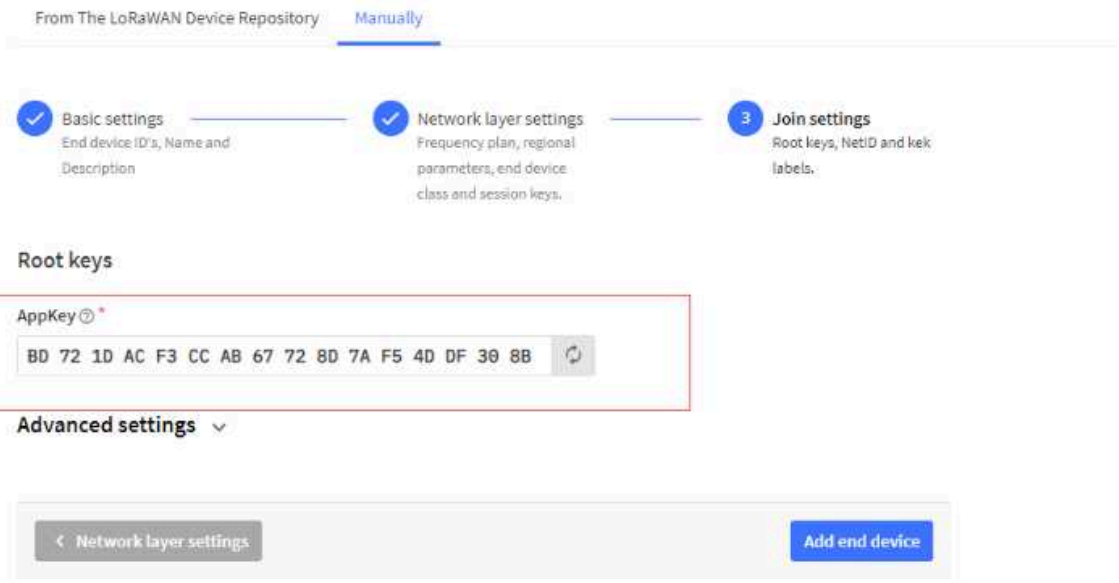 From The LoRaWAN Device Repository Manually
Basic settings
End device ID's, Name and
Description
Network layer settings
Frequency plan, regional
parameters, end device
class and session keys.
3 Join settings
Root keys, NetID and kek
labels.
Root keys
AppKey ? *
BD 72 1D AC F3 CC AB 67 72 8D 7A F5 4D DF 30 8B
Advanced settings
< Network layer settings Add end device